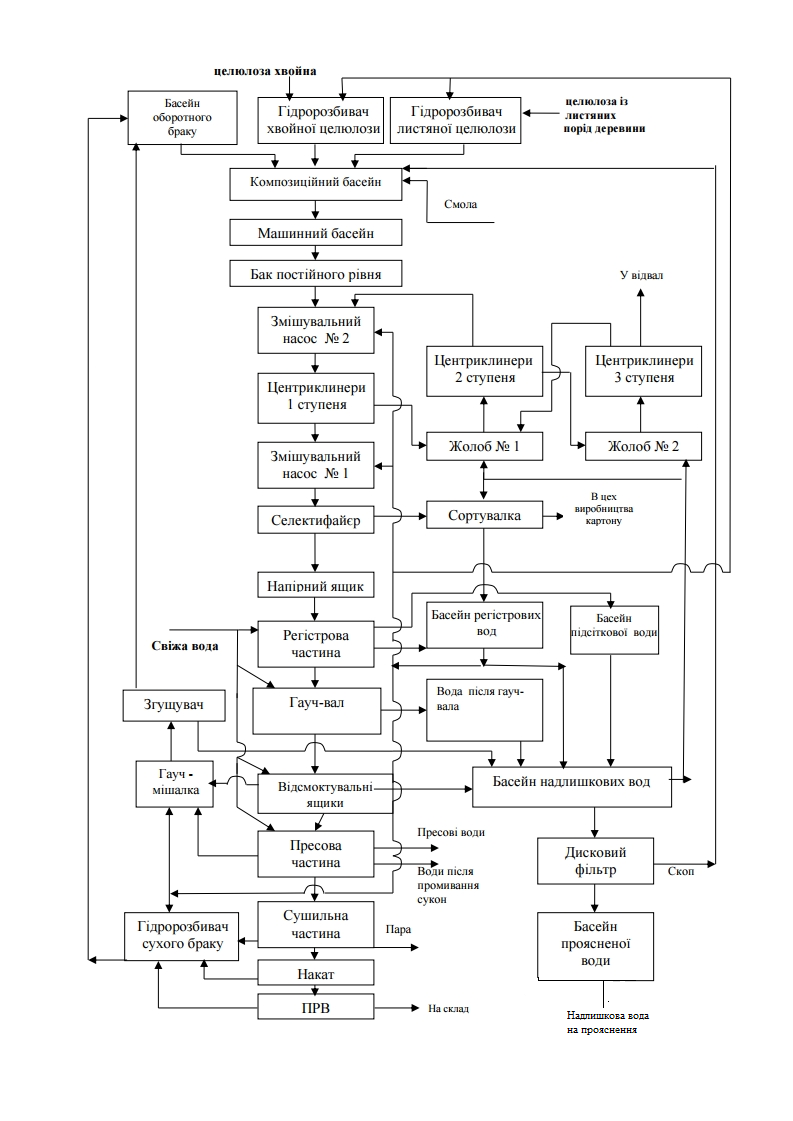 целюлоза хвойна
Басейн
оборотного
браку
Гідророзбивач
хвойної целюлози
Гідророзбивач
листяної целюлози
целюлоза із
листяних
порід деревини
Композиційний басейн
Смола
Машинний басейн
Бак постійного рівня
У відвал
Змішувальний
насос № 2
Центриклинери
2 ступеня
Центриклинери
3 ступеня
Центриклинери
1 ступеня
Жолоб № 1
Жолоб № 2
Змішувальний
насос № 1
Селектифайєр
Сортувалка
В цех
виробництва
картону
Напірний ящик
Басейн регістрових
вод
Басейн
підсіткової води
Свіжа вода
Регістрова
частина
Згущувач
Гауч-вал
Вода після гауч-
вала
Гауч -
мішалка
Відсмоктувальні
ящики
Басейн надлишкових вод
Пресова
частина
Пресові води
Води після
промивання
сукон
Дисковий
фільтр
Скоп
Гідророзбивач
сухого браку
Сушильна
частина
Пара
Басейн
проясненої
води
Накат
ПРВ
На склад
Надлишкова вода
на прояснення